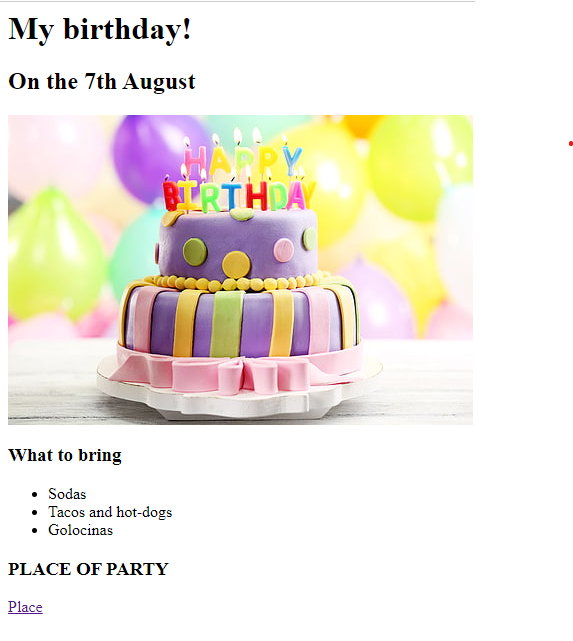 My birthday!
On the 7th August
HAPPY
BIRTHDAY
What to bring
Sodas
Tacos and hot-dogs
Golocinas
PLACE OF PARTY
Place